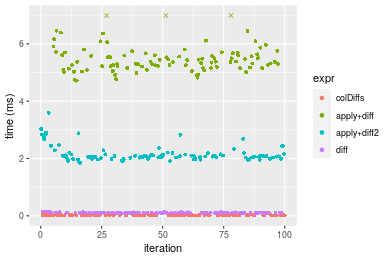 time (ms)
6
4
2
0
0
25
50
75
100
iteration
expr
colDiffs
apply+diff
apply+diff2
diff